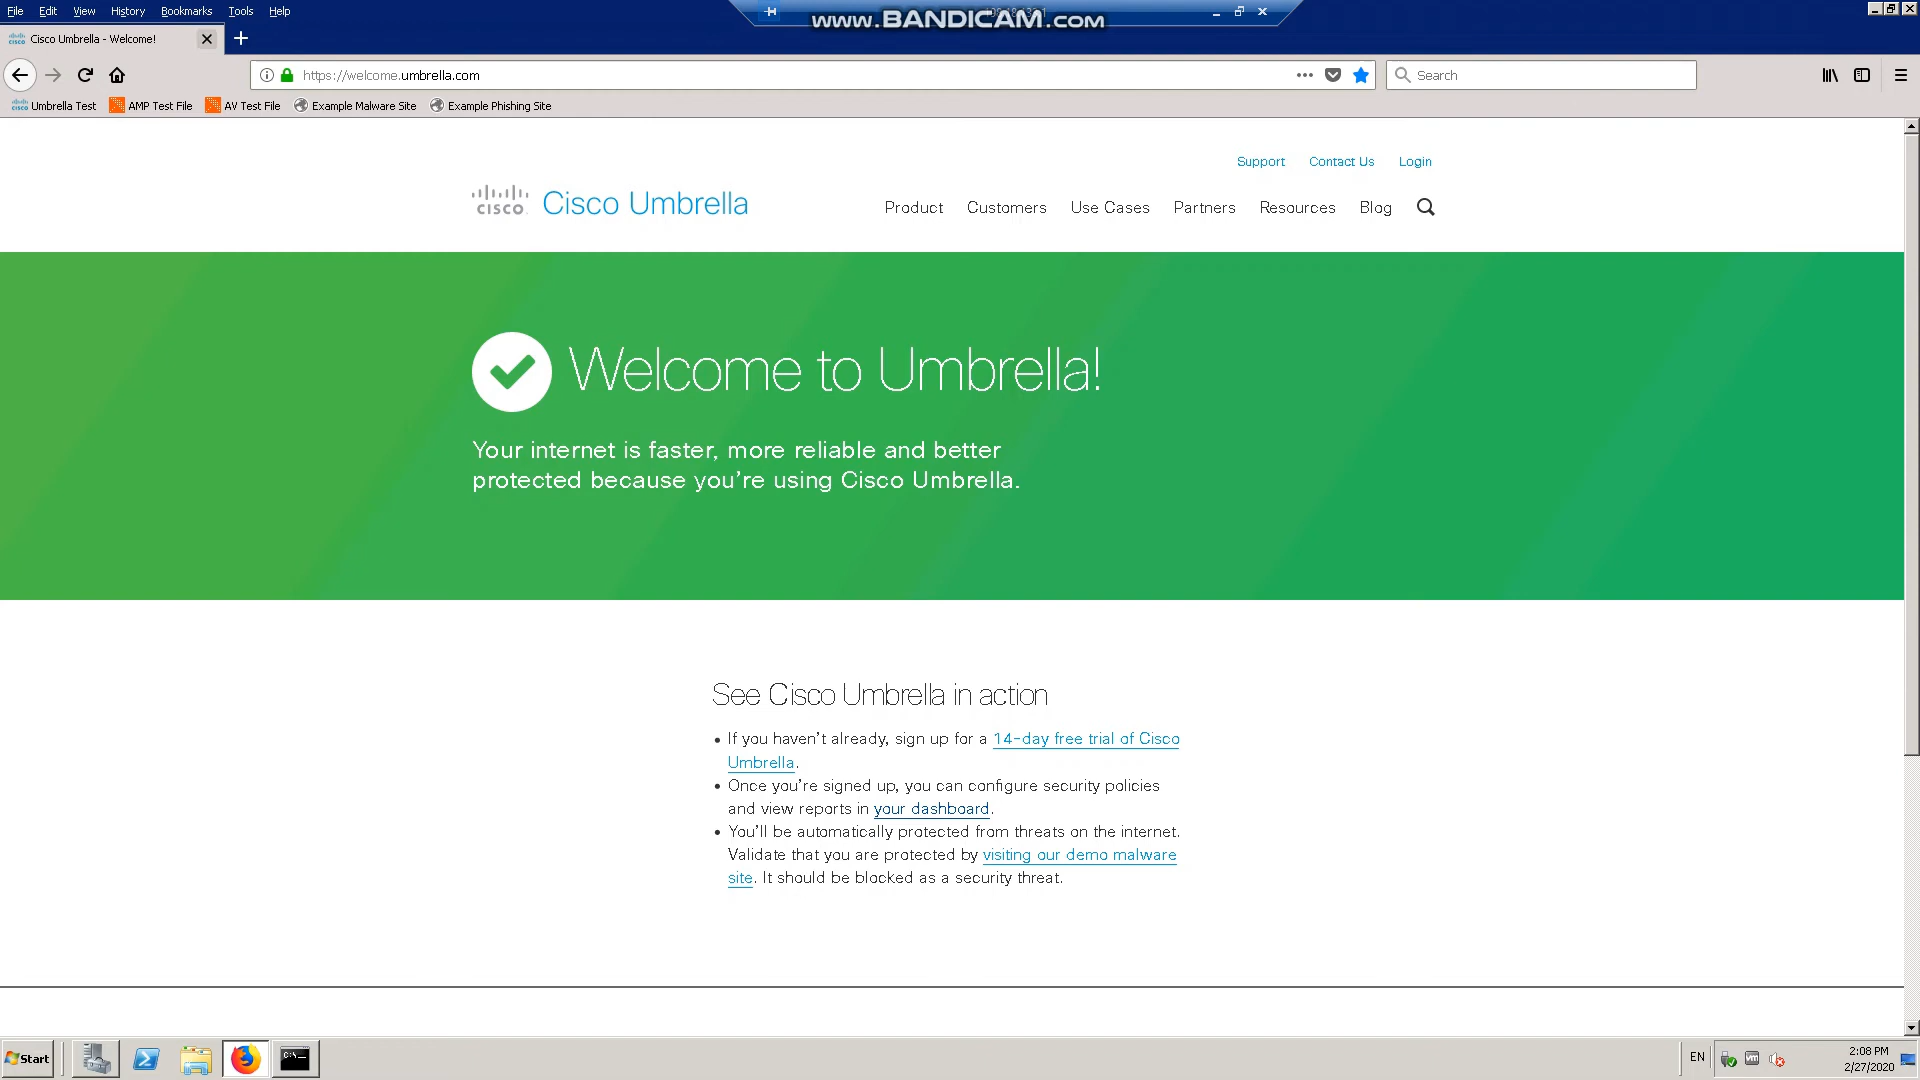 File Edit View History Bookmarks Tools Help
www.BANDICAM.com
Cisco Umbrella - Welcome!
https://welcome.umbrella.com
Search
Umbrella Test AMP Test File AV Test File Example Malware Site Example Phishing Site
Support Contact Us Login
cisco Cisco Umbrella
Product Customers Use Cases Partners Resources Blog
Welcome to Umbrella!
Your internet is faster, more reliable and better
protected because you're using Cisco Umbrella.
See Cisco Umbrella in action
• If you haven't already, sign up for a 14-day free trial of Cisco
Umbrella.
• Once you're signed up, you can configure security policies
and view reports in your dashboard.
• You'll be automatically protected from threats on the internet.
Validate that you are protected by visiting our demo malware
site. It should be blocked as a security threat.
Start
EN
2:08 PM
2/27/2020